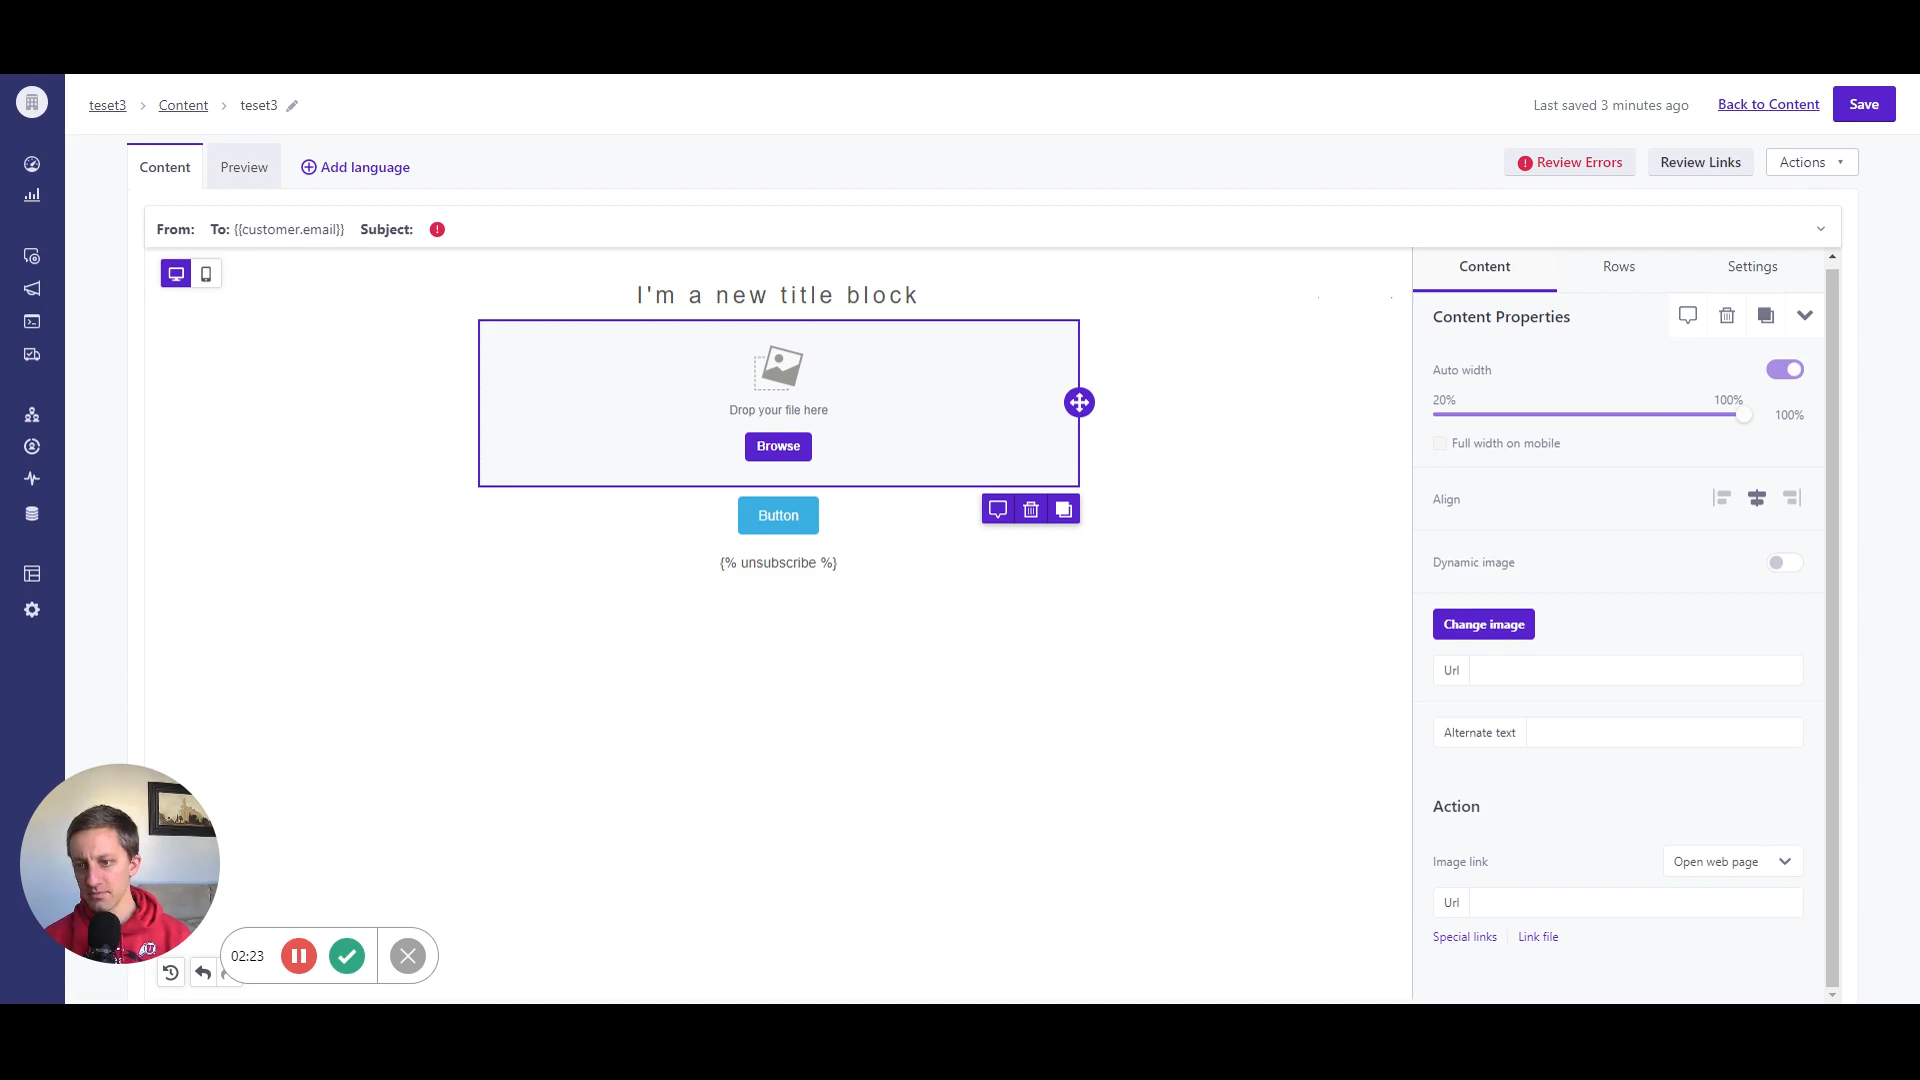 teset3 > Content > teset3
Last saved 3 minutes ago
Back to Content
Save
Content
Preview
Add language
Review Errors
Review Links
Actions
From: To: {{customer.email}} Subject:
Content
Rows
Settings
I'm a new title block
Content Properties
Auto width
20%
100%
100%
Drop your file here
Full width on mobile
Browse
Align
Button
{% unsubscribe %}
Dynamic image
Change image
Url
Alternate text
Action
Image link
Open web page
Url
Special links
Link file
02:23